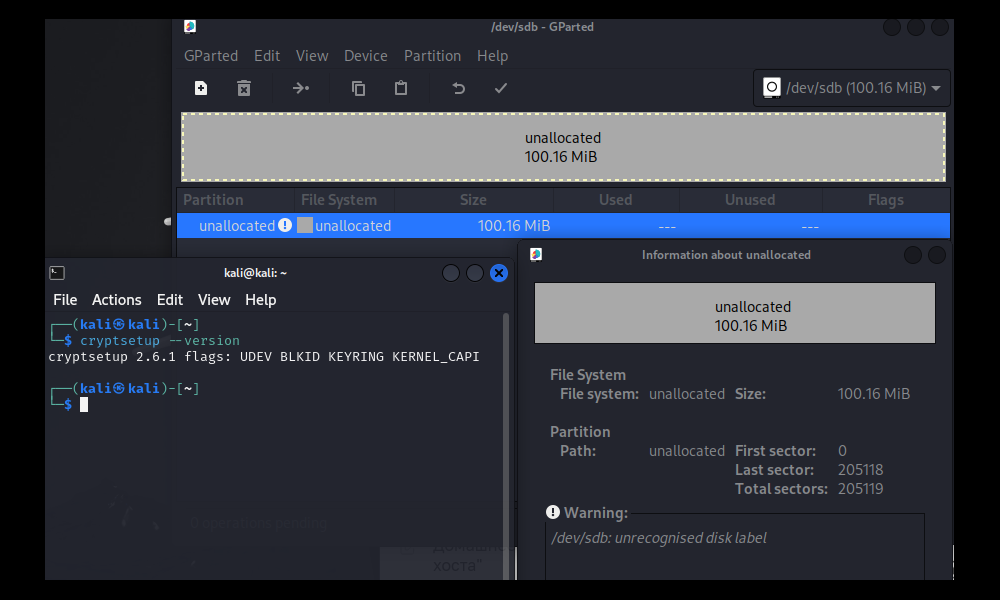 /dev/sdb - GParted
GParted Edit View Device Partition Help
/dev/sdb (100.16 MiB)
unallocated
100.16 MiB
Partition File System Size Used Unused Flags
unallocated unallocated 100.16 MiB --- ---
kali@kali: ~
File Actions Edit View Help
┌──(kali㉿kali)-[~]
└─$ cryptsetup --version
cryptsetup 2.6.1 flags: UDEV BLKID KEYRING KERNEL_CAPI
┌──(kali㉿kali)-[~]
└─$
0 operations pending
хоста"
Information about unallocated
unallocated
100.16 MiB
File System
File system: unallocated Size: 100.16 MiB
Partition
Path: unallocated First sector: 0
Last sector: 205118
Total sectors: 205119
Warning:
/dev/sdb: unrecognised disk label